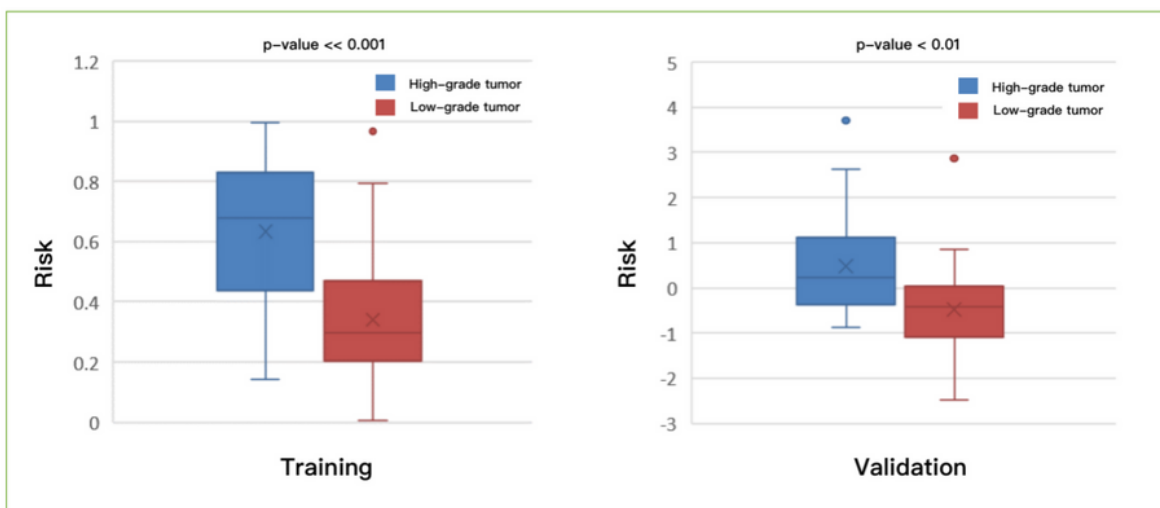 p-value << 0.001
1.2
1
0.8
0.6
0.4
0.2
0
Risk
High-grade tumor
Low-grade tumor
Training
p-value < 0.01
5
4
3
2
1
0
-1
-2
-3
Risk
High-grade tumor
Low-grade tumor
Validation